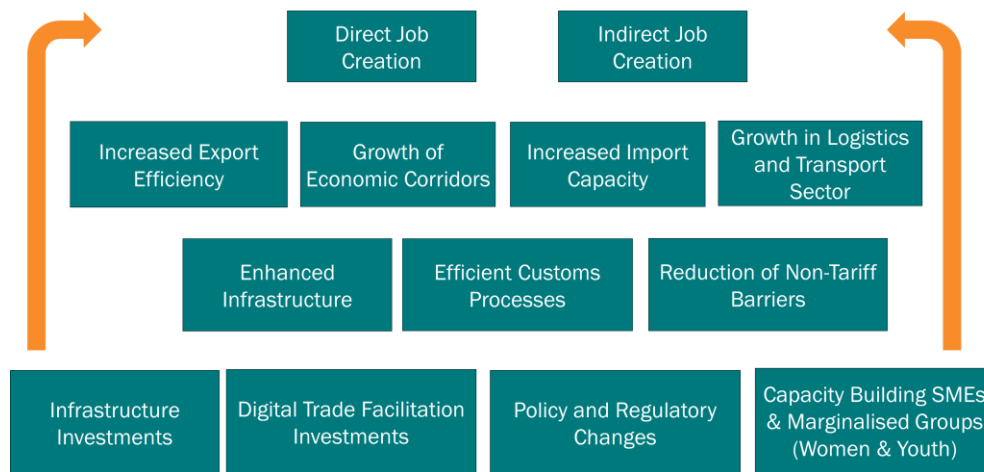 Direct Job
Creation
Indirect Job
Creation
Increased Export
Efficiency
Growth of
Economic Corridors
Increased Import
Capacity
Growth in Logistics
and Transport
Sector
Enhanced
Infrastructure
Efficient Customs
Processes
Reduction of Non-Tariff
Barriers
Infrastructure
Investments
Digital Trade Facilitation
Investments
Policy and Regulatory
Changes
Capacity Building SMEs
& Marginalised Groups
(Women & Youth)